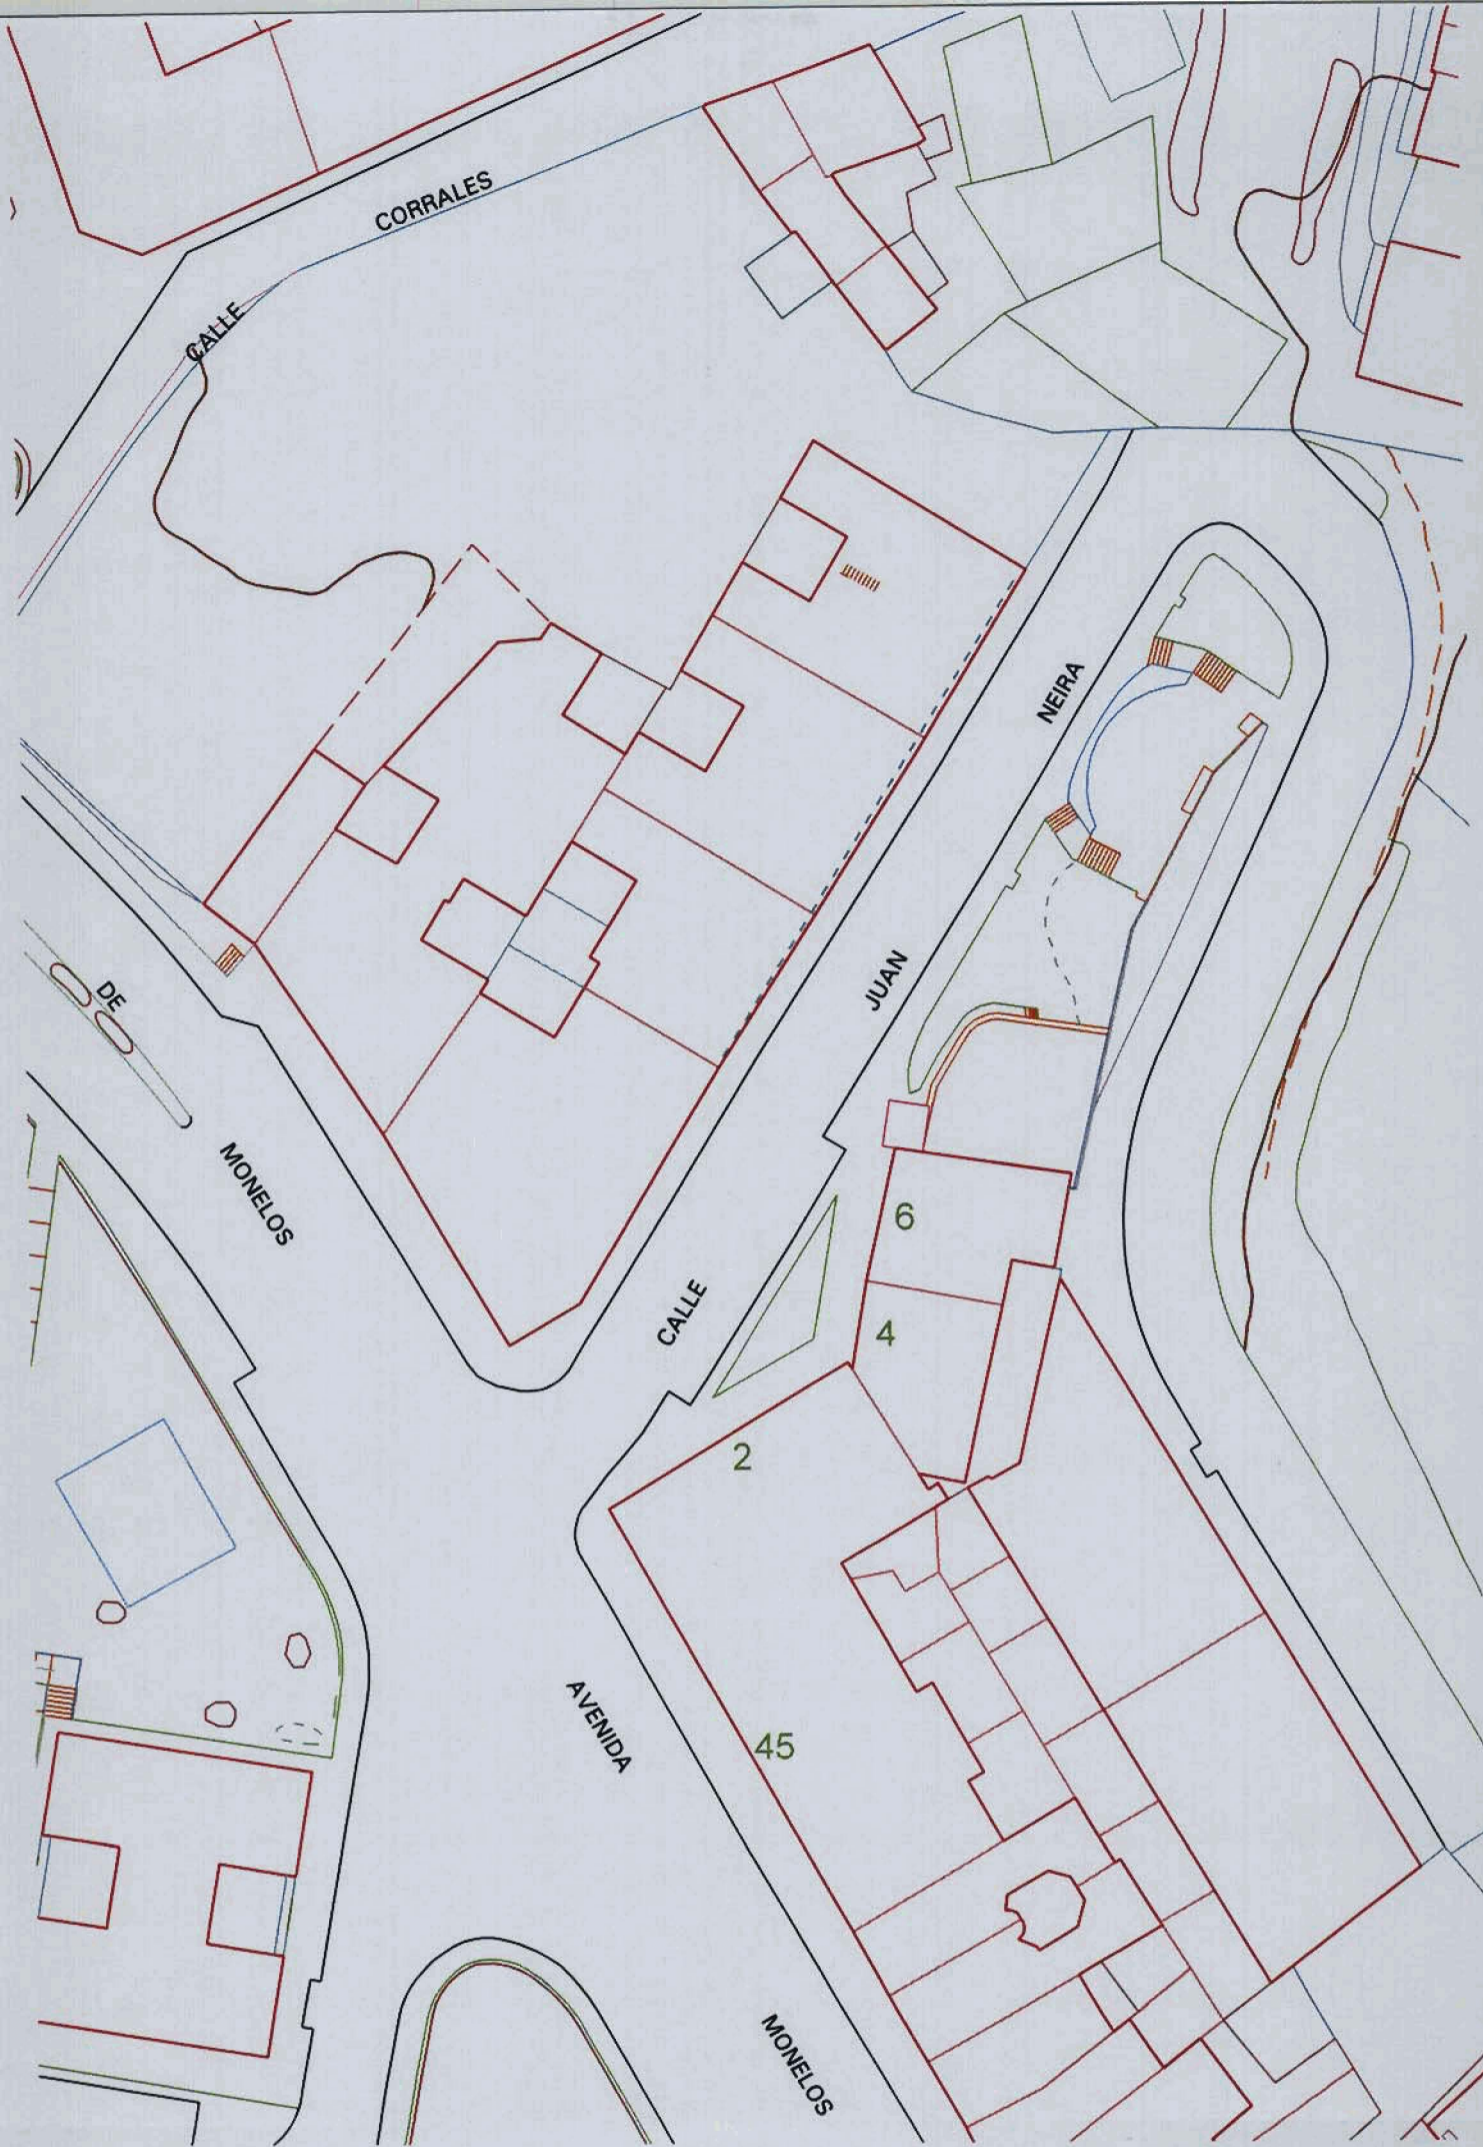 CALLE CORRALES
CALLE JUAN NEIRA
DE MONELOS
6
4
2
45
AVENIDA MONELOS